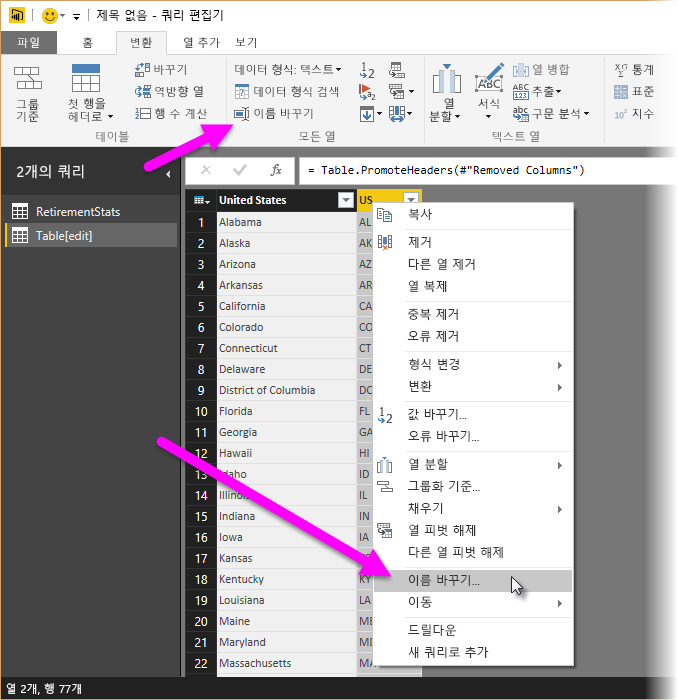 제목 없음 - 쿼리 편집기
파일 홈 변환 열 추가 보기
그룹 기준
첫 행을 헤더로
바꾸기
역방향 열
행 수 계산
테이블
데이터 형식: 텍스트
데이터 형식 검색
이름 바꾸기
모든 열
열 분할
서식
열 병합
추출
구문 분석
텍스트 열
통계
표준
지수
2개의 쿼리
RetirementStats
Table[edit]
= Table.PromoteHeaders(#"Removed Columns")
United States US
1 Alabama AL
2 Alaska AK
3 Arizona AZ
4 Arkansas AR
5 California CA
6 Colorado CO
7 Connecticut CT
8 Delaware DE
9 District of Columbia DC
10 Florida FL
11 Georgia GA
12 Hawaii HI
13 Idaho ID
14 Illinois IL
15 Indiana IN
16 Iowa IA
17 Kansas
18 Kentucky KY
19 Louisiana LA
20 Maine ME
21 Maryland MD
22 Massachusetts MA
복사
제거
다른 열 제거
열 복제
중복 제거
오류 제거
형식 변경
변환
값 바꾸기...
오류 바꾸기...
열 분할
그룹화 기준...
채우기
열 피벗 해제
다른 열 피벗 해제
이름 바꾸기...
이동
드릴다운
새 쿼리로 추가
열 2개, 행 77개